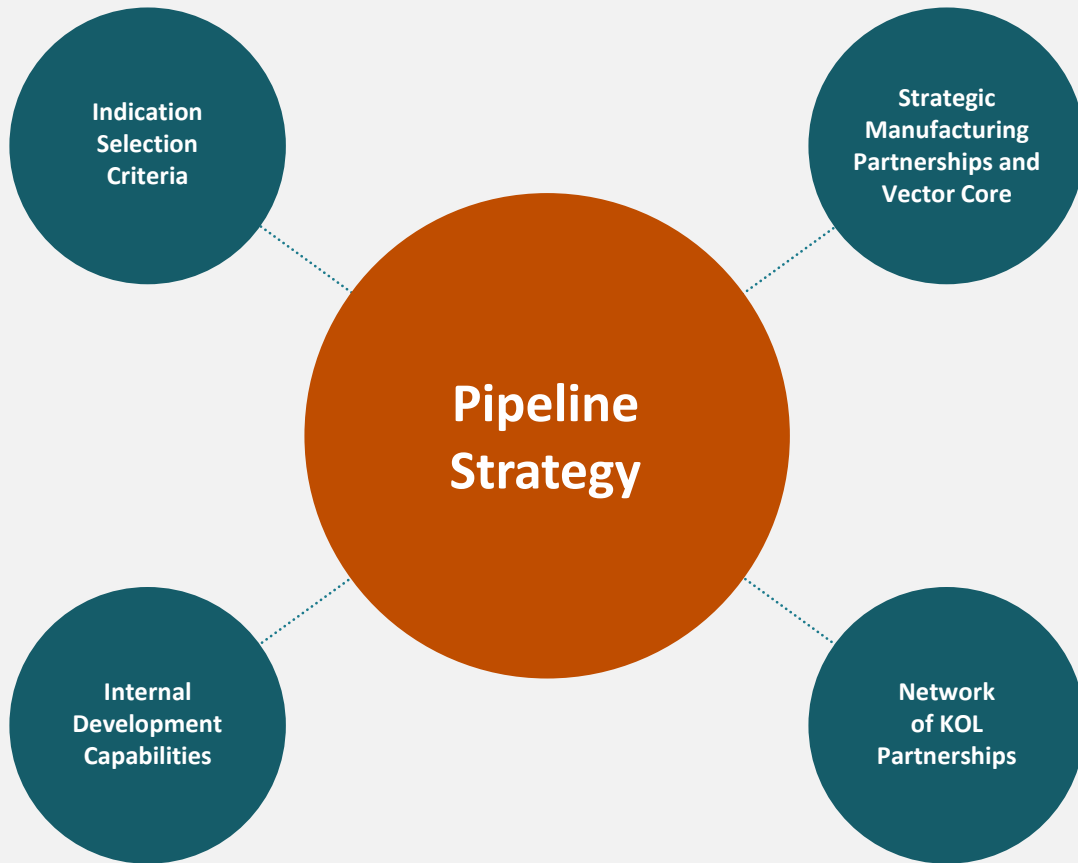 Indication
Selection
Criteria
Strategic
Manufacturing
Partnerships and
Vector Core
Pipeline
Strategy
Internal
Development
Capabilities
Network
of KOL
Partnerships